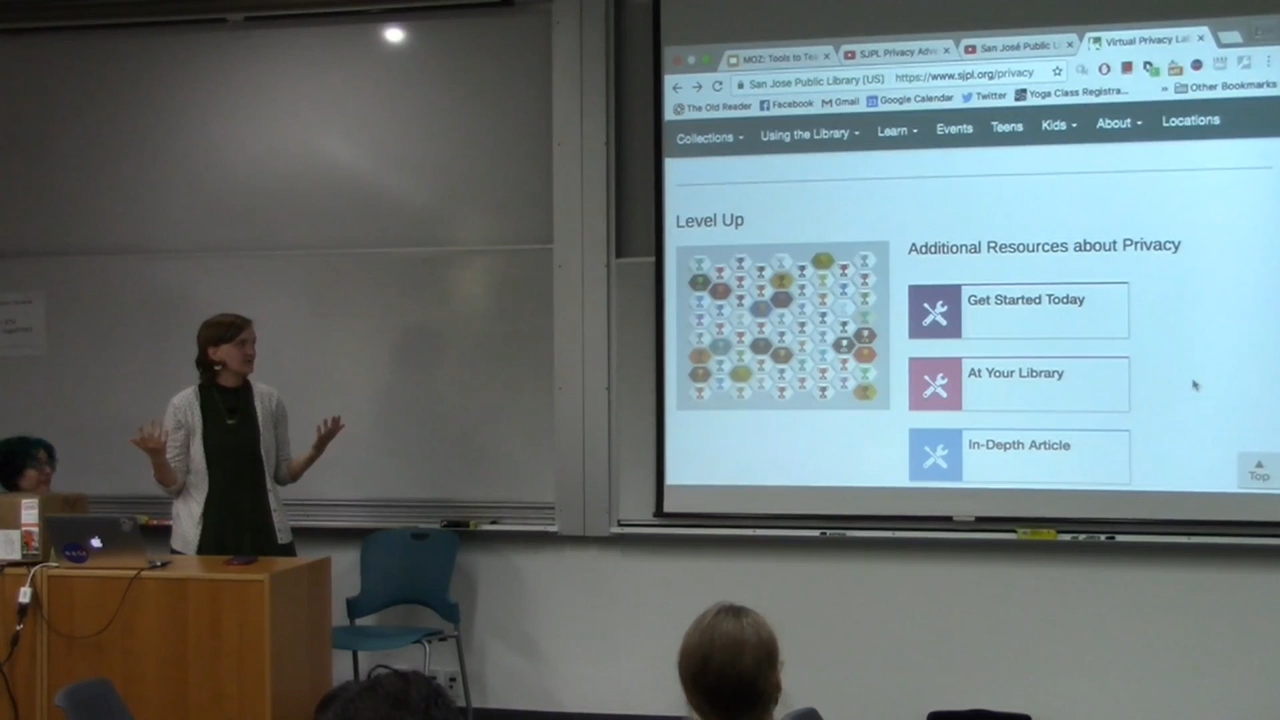 MOZ: Tools to Tea
SJPL Privacy Adve
San José Public Li
Virtual Privacy La
San Jose Public Library [US]
https://www.sjpl.org/privacy
The Old Reader
Facebook
Gmail
Google Calendar
Twitter
Yoga Class Registra...
» Other Bookmarks
Collections
Using the Library
Learn
Events
Teens
Kids
About
Locations
Level Up
Additional Resources about Privacy
Get Started Today
At Your Library
In-Depth Article
Top
NASA